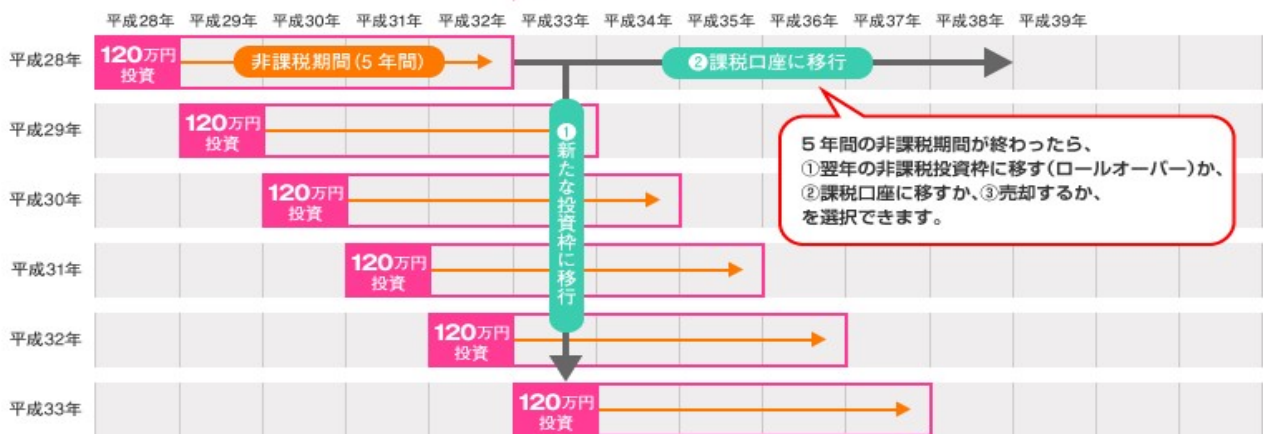 平成28年 平成29年 平成30年 平成31年 平成32年 平成33年 平成34年 平成35年 平成36年 平成37年 平成38年 平成39年
平成28年
120万円
投資
非課税期間(5年間)
❷課税口座に移行
平成29年
120万円
投資
❶新たな投資枠に移行
5年間の非課税期間が終わったら、
①翌年の非課税投資枠に移す(ロールオーバー)か、
②課税口座に移すか、③売却するか、
を選択できます。
平成30年
120万円
投資
平成31年
120万円
投資
平成32年
120万円
投資
平成33年
120万円
投資